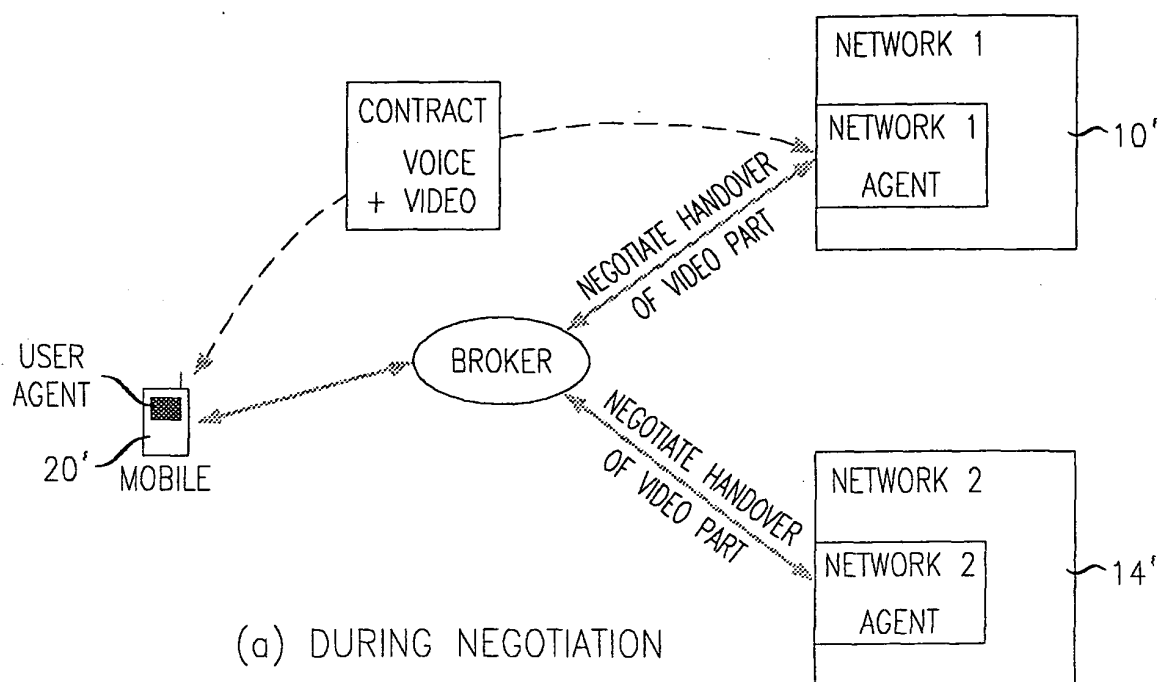 NETWORK 1
NETWORK 1
AGENT
10'
CONTRACT
VOICE
+ VIDEO
NEGOTIATE HANDOVER
OF VIDEO PART
BROKER
USER
AGENT
20'
MOBILE
NEGOTIATE HANDOVER
OF VIDEO PART
NETWORK 2
NETWORK 2
AGENT
14'
(a) DURING NEGOTIATION